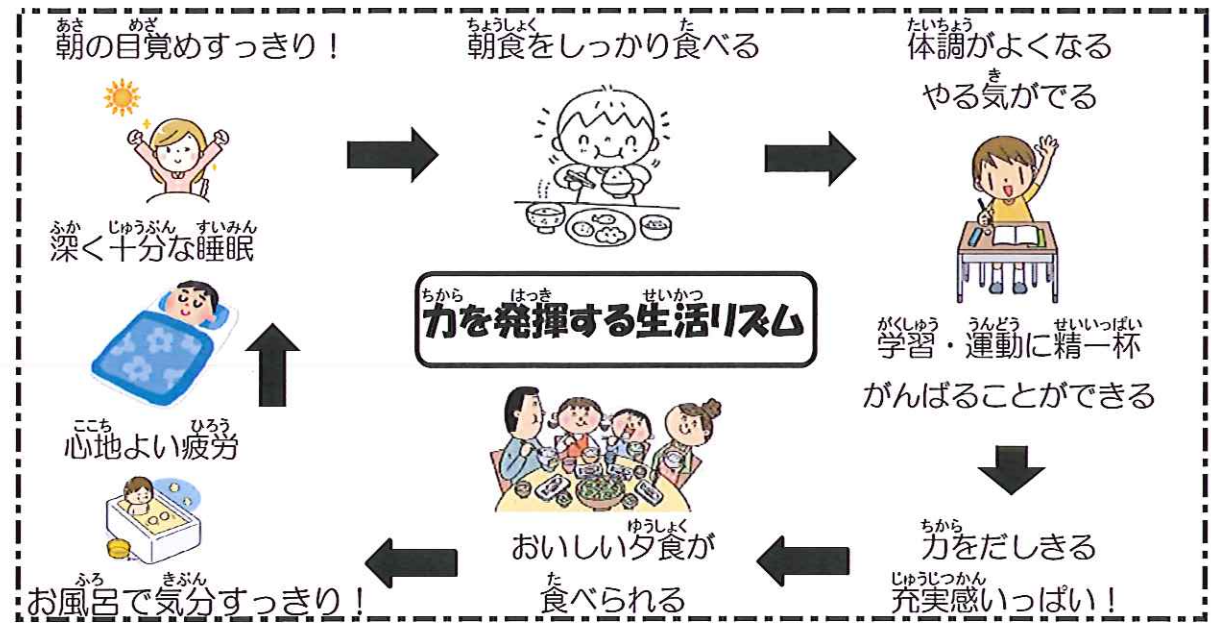 朝の目覚めすっきり！
朝食をしっかり食べる
体調がよくなる
やる気がでる
学習・運動に精一杯
がんばることができる
力をだしきる
充実感いっぱい！
おいしい夕食が
食べられる
お風呂で気分すっきり！
心地よい疲労
深く十分な睡眠
力を発揮する生活リズム